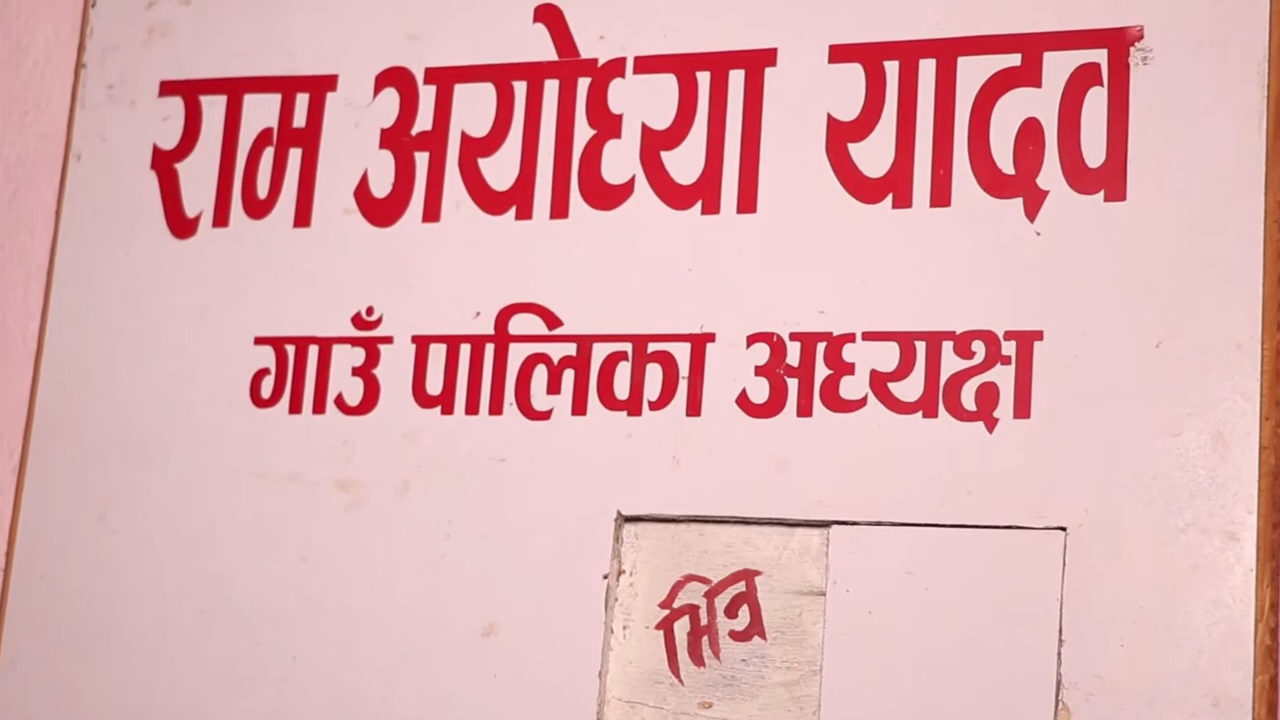 राम अयोध्या यादव
गाउँ पालिका अध्यक्ष
भित्र